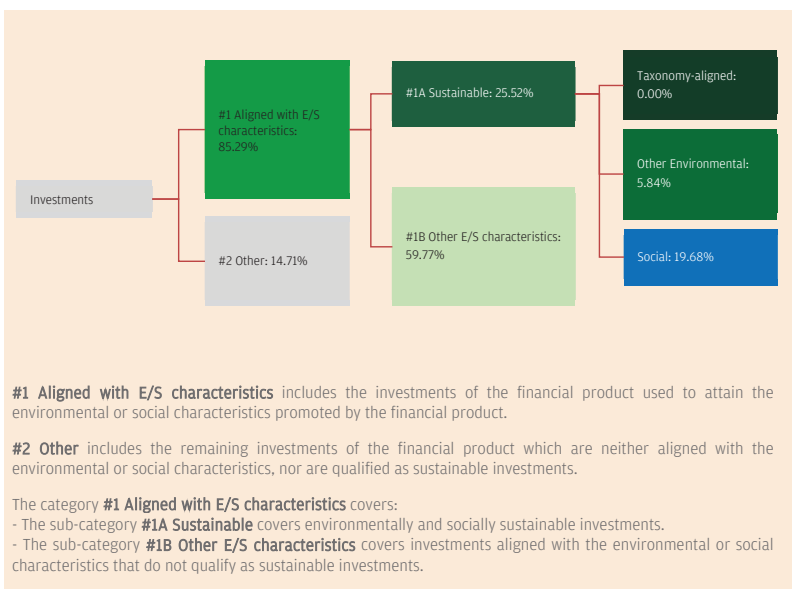 Investments
#1 Aligned with E/S
characteristics:
85.29%
#2 Other: 14.71%
#1A Sustainable: 25.52%
#1B Other E/S characteristics:
59.77%
Taxonomy-aligned:
0.00%
Other Environmental:
5.84%
Social: 19.68%
#1 Aligned with E/S characteristics includes the investments of the financial product used to attain the
environmental or social characteristics promoted by the financial product.
#2 Other includes the remaining investments of the financial product which are neither aligned with the
environmental or social characteristics, nor are qualified as sustainable investments.
The category #1 Aligned with E/S characteristics covers:
- The sub-category #1A Sustainable covers environmentally and socially sustainable investments.
- The sub-category #1B Other E/S characteristics covers investments aligned with the environmental or social
characteristics that do not qualify as sustainable investments.